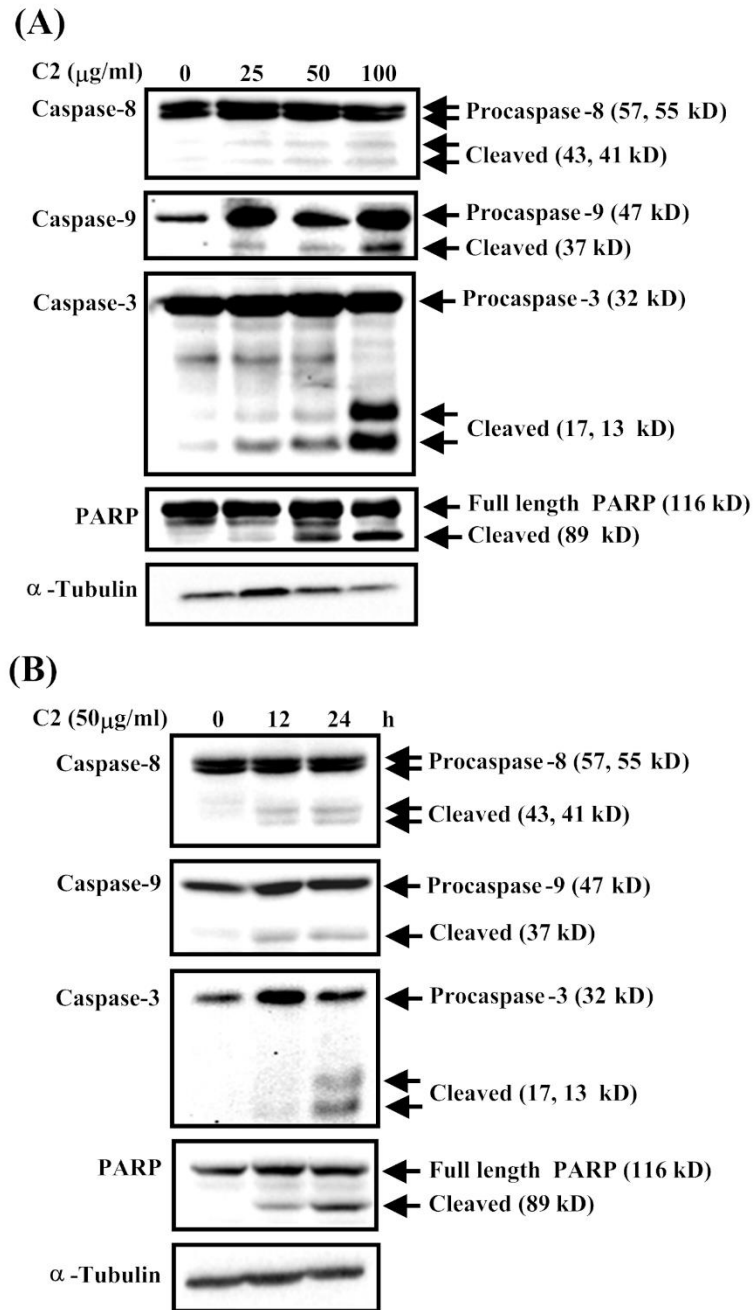 (A)
C2 (μg/ml) 0 25 50 100
Caspase-8
Procaspase-8 (57, 55 kD)
Cleaved (43, 41 kD)
Caspase-9
Procaspase-9 (47 kD)
Cleaved (37 kD)
Caspase-3
Procaspase-3 (32 kD)
Cleaved (17, 13 kD)
PARP
Full length PARP (116 kD)
Cleaved (89 kD)
α-Tubulin
(B)
C2 (50μg/ml) 0 12 24 h
Caspase-8
Procaspase-8 (57, 55 kD)
Cleaved (43, 41 kD)
Caspase-9
Procaspase-9 (47 kD)
Cleaved (37 kD)
Caspase-3
Procaspase-3 (32 kD)
Cleaved (17, 13 kD)
PARP
Full length PARP (116 kD)
Cleaved (89 kD)
α-Tubulin